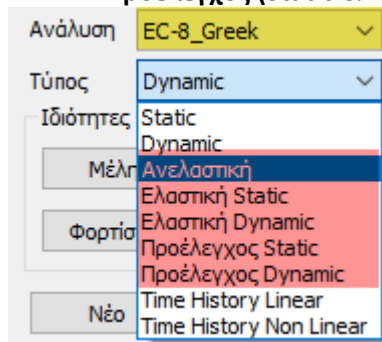 Ανάλυση EC-8_Greek
Τύπος Dynamic
Ιδιότητες Static
Dynamic
Μέλη Ανελαστική
Ελαστική Static
Φορτίσ Ελαστική Dynamic
Προέλεγχος Static
Προέλεγχος Dynamic
Νέο Time History Linear
Time History Non Linear